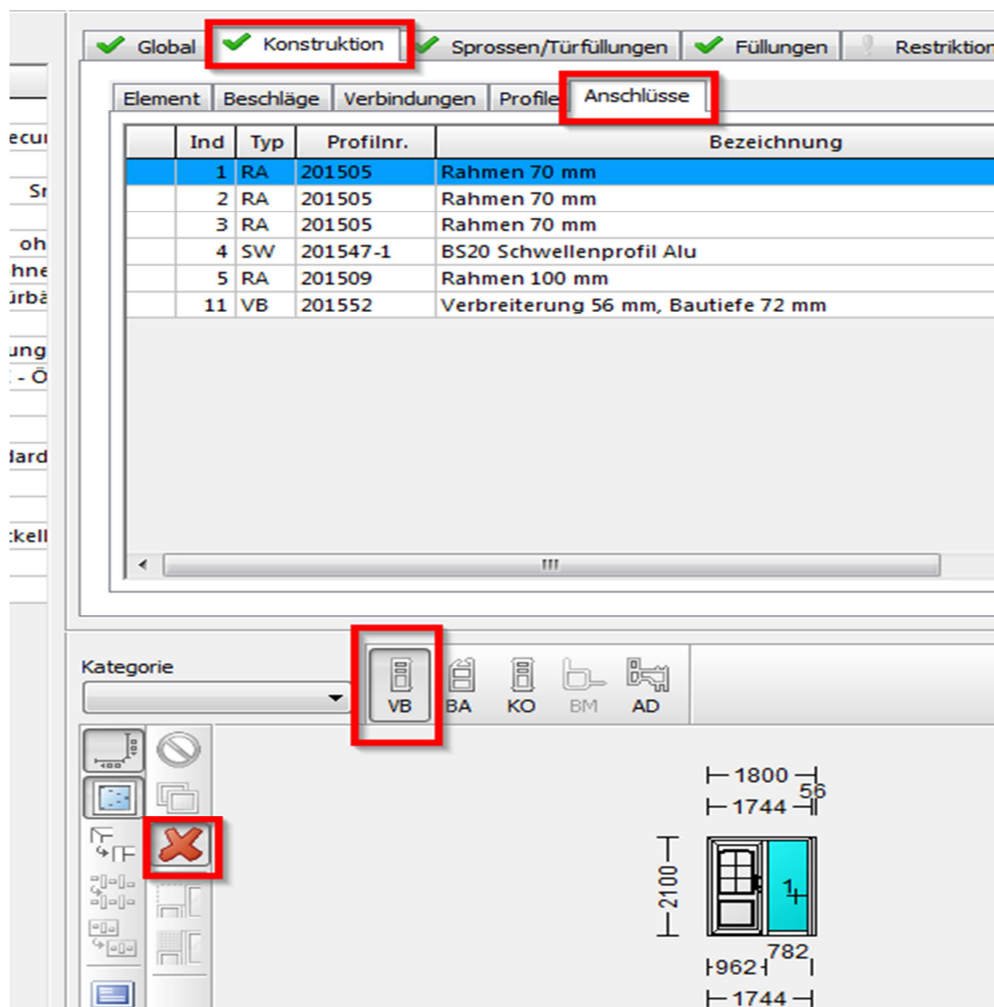 Global Konstruktion Sprossen/Türfüllungen Füllungen Restriktion
Element Beschläge Verbindungen Profile Anschlüsse
Ind Typ Profilnr. Bezeichnung
1 RA 201505 Rahmen 70 mm
2 RA 201505 Rahmen 70 mm
3 RA 201505 Rahmen 70 mm
4 SW 201547-1 BS20 Schwellenprofil Alu
5 RA 201509 Rahmen 100 mm
11 VB 201552 Verbreiterung 56 mm, Bautiefe 72 mm
ecur
Sr
oh
hne
ürbä
ung
- Ö
dard
kell
Kategorie
VB BA KO BM AD
1800
56
1744
2100
1
782
962
1744